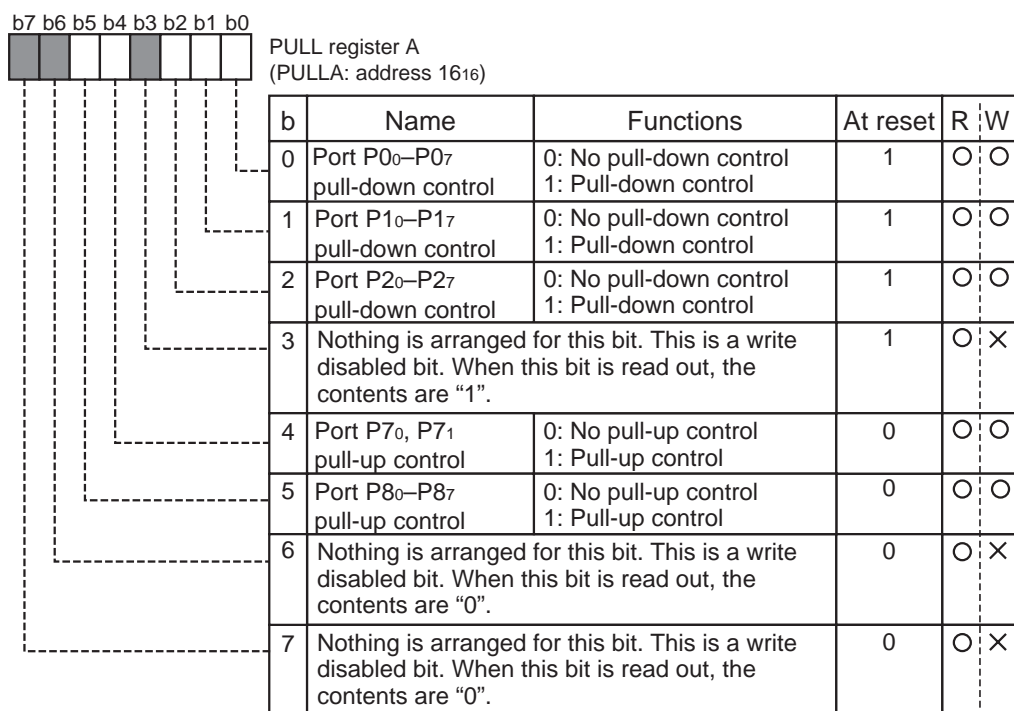 b7 b6 b5 b4 b3 b2 b1 b0
PULL register A
(PULLA: address 16₁₆)
b Name Functions At reset R W
0 Port P0₀–P0₇ 0: No pull-down control 1 ○ ○
pull-down control 1: Pull-down control
1 Port P1₀–P1₇ 0: No pull-down control 1 ○ ○
pull-down control 1: Pull-down control
2 Port P2₀–P2₇ 0: No pull-down control 1 ○ ○
pull-down control 1: Pull-down control
3 Nothing is arranged for this bit. This is a write 1 ○ ×
disabled bit. When this bit is read out, the
contents are “1”.
4 Port P7₀, P7₁ 0: No pull-up control 0 ○ ○
pull-up control 1: Pull-up control
5 Port P8₀–P8₇ 0: No pull-up control 0 ○ ○
pull-up control 1: Pull-up control
6 Nothing is arranged for this bit. This is a write 0 ○ ×
disabled bit. When this bit is read out, the
contents are “0”.
7 Nothing is arranged for this bit. This is a write 0 ○ ×
disabled bit. When this bit is read out, the
contents are “0”.